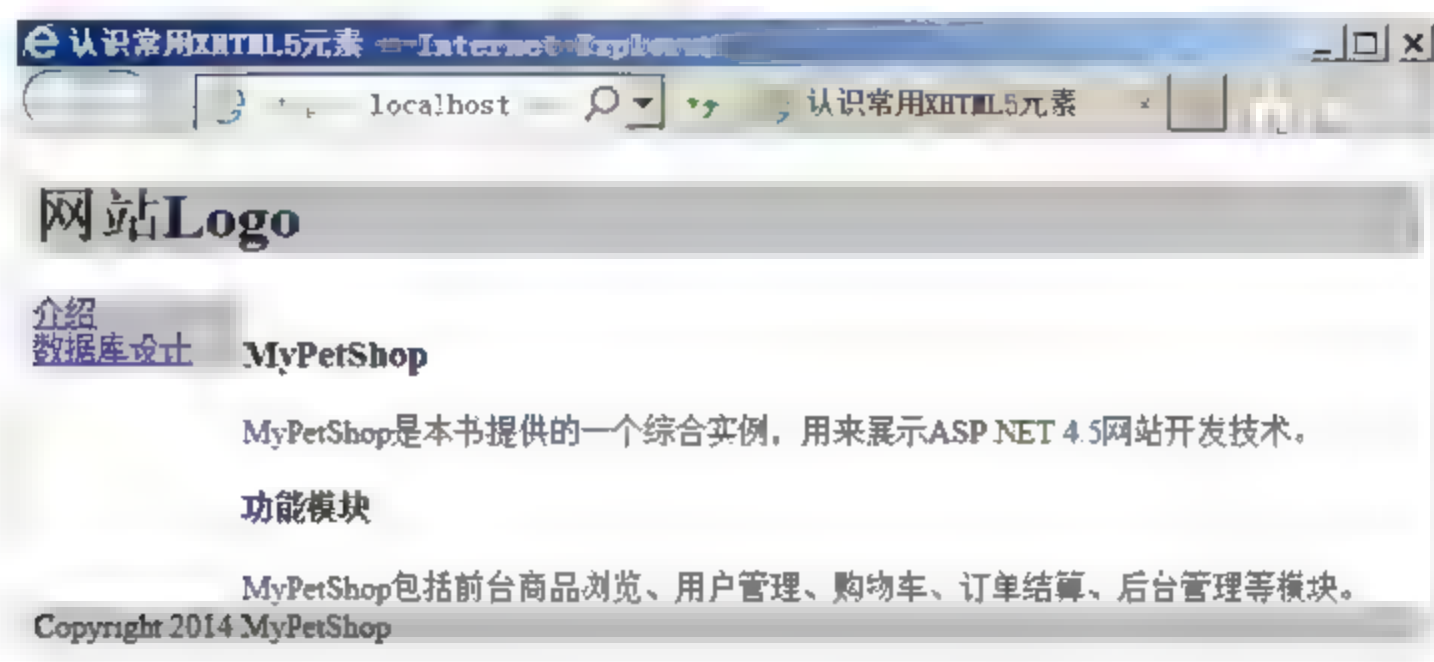 认识常用XHTML5元素 - Internet Explorer
localhost
认识常用XHTML5元素
网站Logo
介绍
数据库设计
MyPetShop
MyPetShop是本书提供的一个综合实例，用来展示ASP NET 4.5网站开发技术。
功能模块
MyPetShop包括前台商品浏览、用户管理、购物车、订单结算、后台管理等模块。
Copyright 2014 MyPetShop